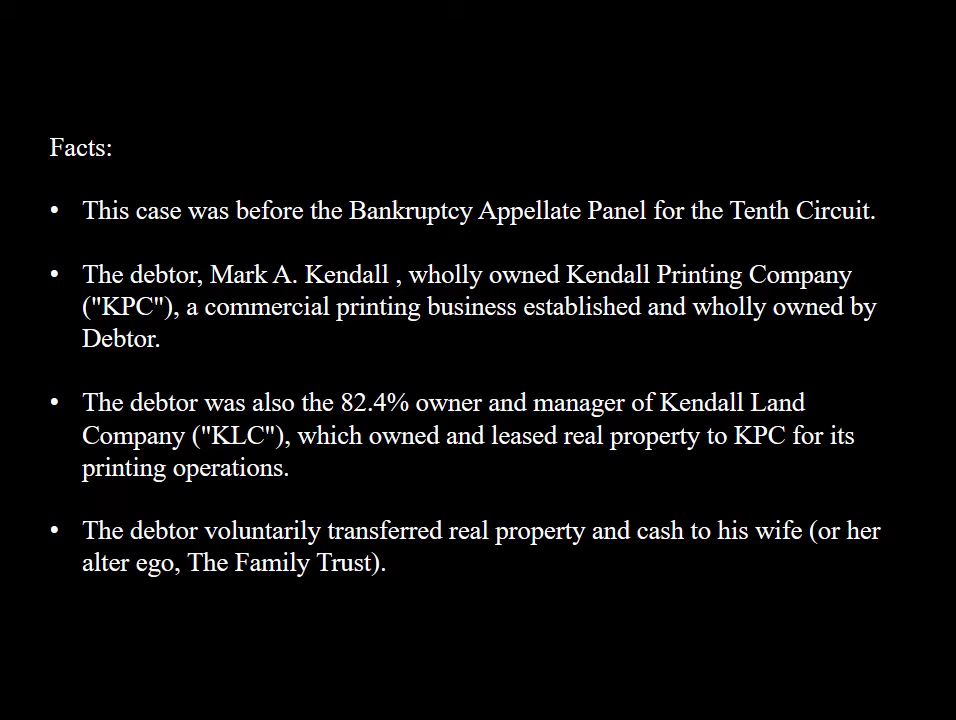 Facts:
• This case was before the Bankruptcy Appellate Panel for the Tenth Circuit.
• The debtor, Mark A. Kendall , wholly owned Kendall Printing Company
("KPC"), a commercial printing business established and wholly owned by
Debtor.
• The debtor was also the 82.4% owner and manager of Kendall Land
Company ("KLC"), which owned and leased real property to KPC for its
printing operations.
• The debtor voluntarily transferred real property and cash to his wife (or her
alter ego, The Family Trust).